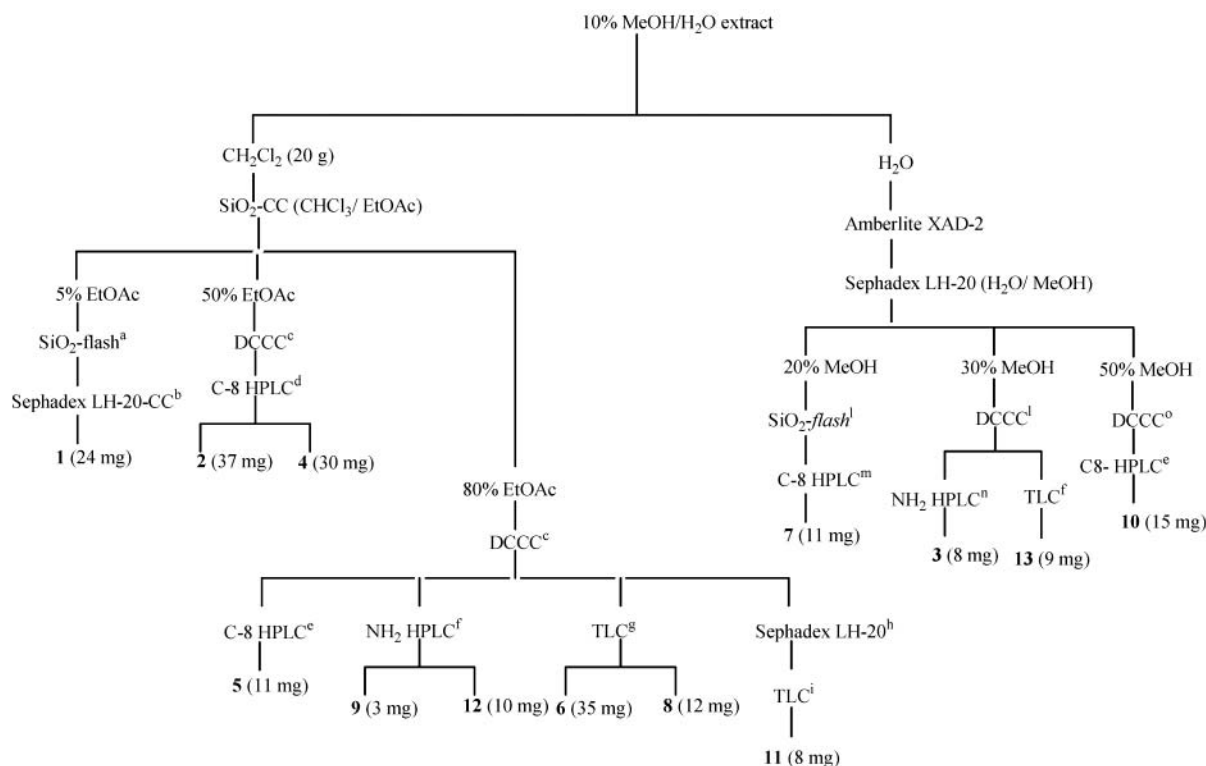 10% MeOH/H₂O extract
CH₂Cl₂ (20 g)
H₂O
SiO₂-CC (CHCl₃/ EtOAc)
Amberlite XAD-2
Sephadex LH-20 (H₂O/ MeOH)
5% EtOAc
50% EtOAc
SiO₂-flashᵃ
DCCCᶜ
Sephadex LH-20-CCᵇ
C-8 HPLCᵈ
1 (24 mg)
2 (37 mg)
4 (30 mg)
20% MeOH
30% MeOH
50% MeOH
SiO₂-flashˡ
DCCCˡ
DCCCᵒ
C-8 HPLCᵐ
NH₂ HPLCⁿ
TLCᶠ
C8- HPLCᵉ
7 (11 mg)
3 (8 mg)
13 (9 mg)
10 (15 mg)
80% EtOAc
DCCCᶜ
C-8 HPLCᵉ
NH₂ HPLCᶠ
TLCᵍ
Sephadex LH-20ʰ
5 (11 mg)
9 (3 mg)
12 (10 mg)
6 (35 mg)
8 (12 mg)
TLCⁱ
11 (8 mg)